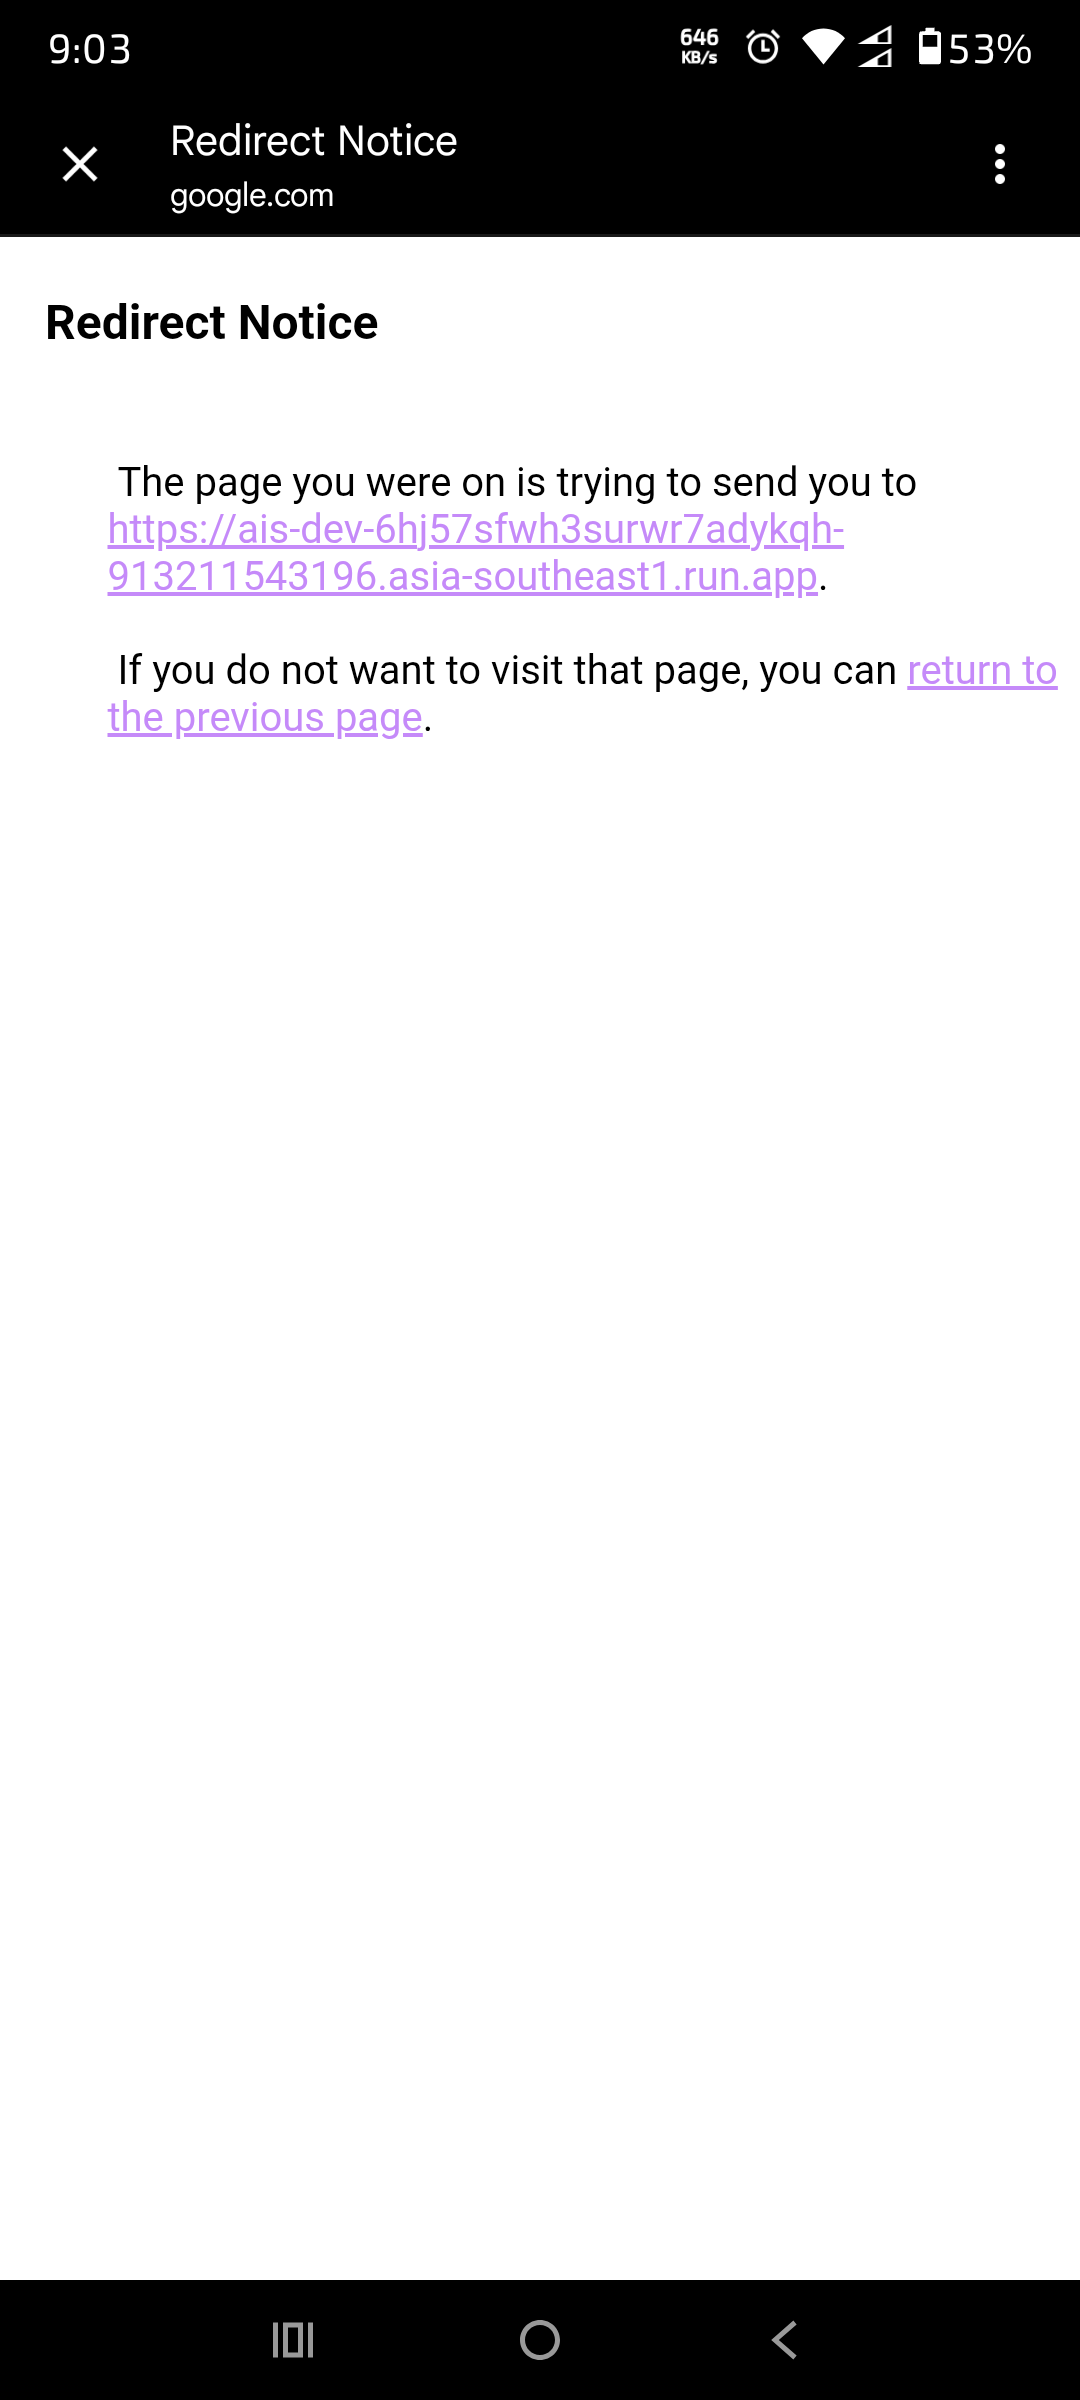 9:03
646
KB/s
53%
Redirect Notice
google.com
Redirect Notice
The page you were on is trying to send you to
https://ais-dev-6hj57sfwh3surwr7adykqh-
913211543196.asia-southeast1.run.app.
If you do not want to visit that page, you can return to
the previous page.